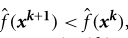 f̂(x^{k+1}) < f̂(x^k),